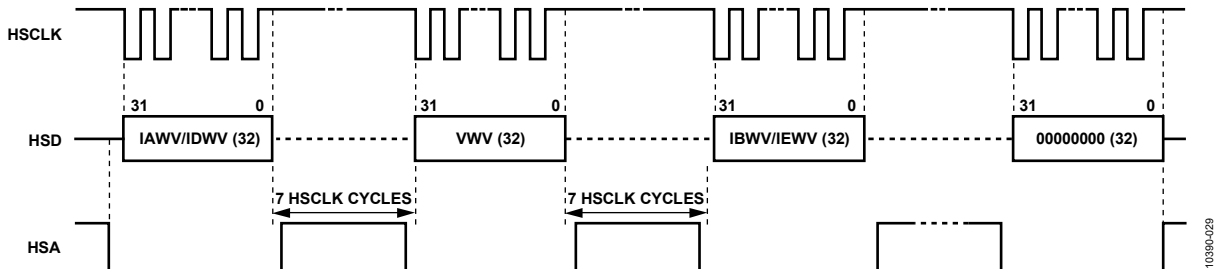 HSCLK
31 0 31 0 31 0 31 0
HSD IAWV/IDWV (32) VWV (32) IBWV/IEWV (32) 00000000 (32)
7 HSCLK CYCLES 7 HSCLK CYCLES
HSA
10390-029